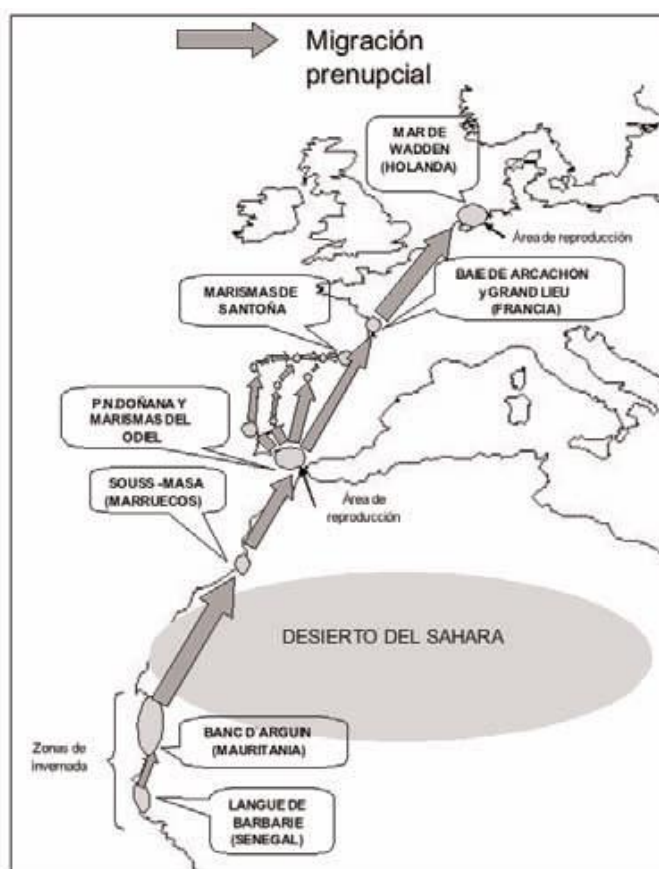 Migración
prenupcial
MAR DE
WADDEN
(HOLANDA)
Área de reproducción
BAIE DE ARCACHON
y GRAND LIEU
(FRANCIA)
MARISMAS DE
SANTOÑA
P.N.DOÑANA Y
MARISMAS DEL
ODIEL
SOUSS -MASA
(MARRUECOS)
Área de
reproducción
DESIERTO DEL SAHARA
Zonas de
invernada
BANC D´ARGUIN
(MAURITANIA)
LANGUE DE
BARBARIE
(SENEGAL)